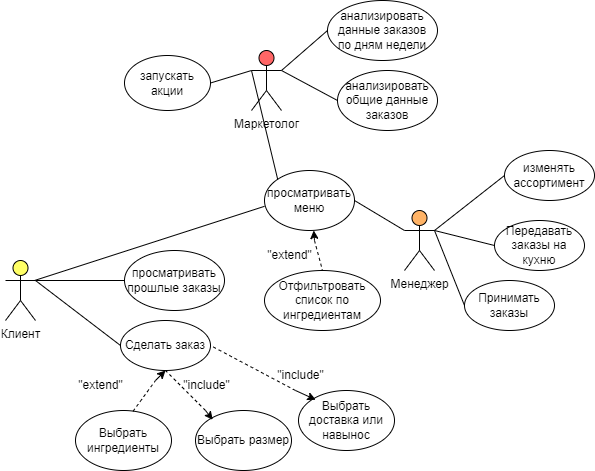 анализировать
данные заказов
по дням недели
запускать
акции
Маркетолог
анализировать
общие данные
заказов
просматривать
меню
изменять
ассортимент
Передавать
заказы на
кухню
Менеджер
Принимать
заказы
"extend"
Отфильтровать
список по
ингредиентам
просматривать
прошлые заказы
Клиент
Сделать заказ
"extend"
"include"
"include"
Выбрать
ингредиенты
Выбрать размер
Выбрать
доставка или
навынос